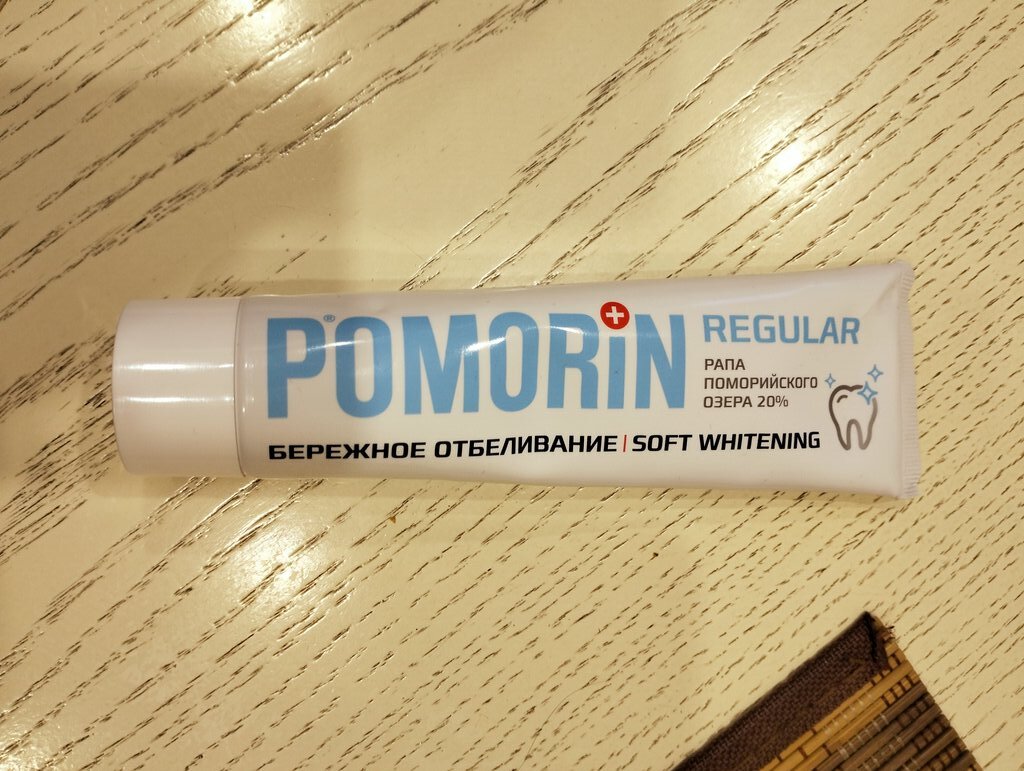 POMORiN®
REGULAR
РАПА
ПОМОРИЙСКОГО
ОЗЕРА 20%
БЕРЕЖНОЕ ОТБЕЛИВАНИЕ | SOFT WHITENING